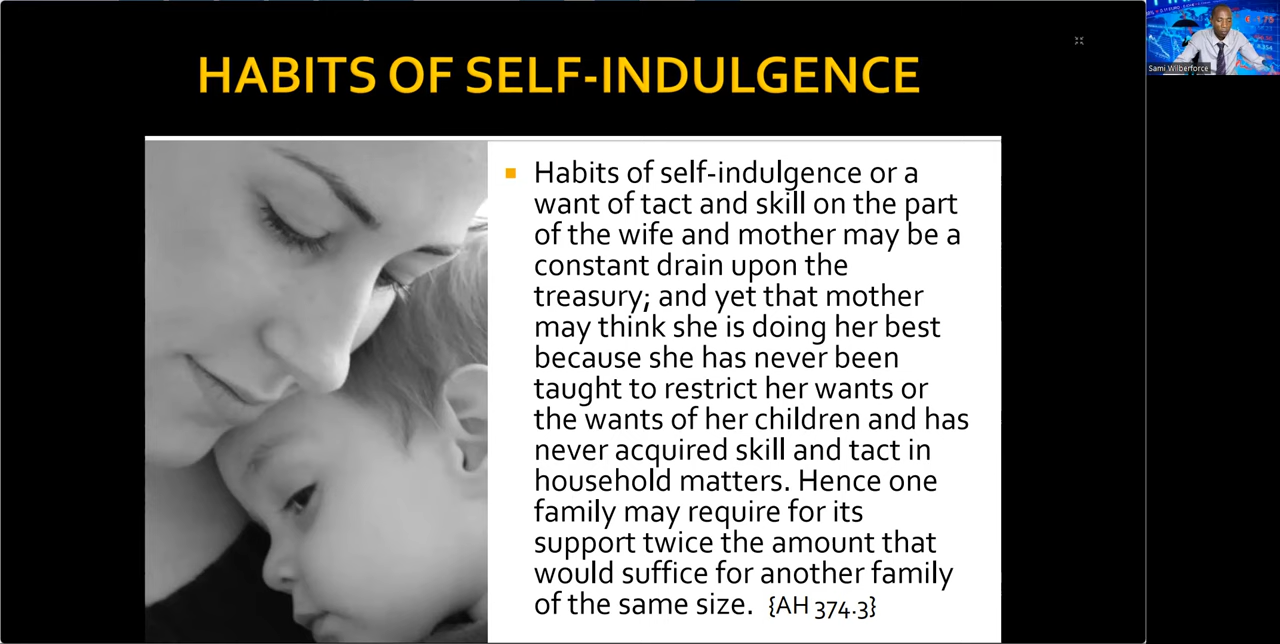 HABITS OF SELF-INDULGENCE
Habits of self-indulgence or a
want of tact and skill on the part
of the wife and mother may be a
constant drain upon the
treasury; and yet that mother
may think she is doing her best
because she has never been
taught to restrict her wants or
the wants of her children and has
never acquired skill and tact in
household matters. Hence one
family may require for its
support twice the amount that
would suffice for another family
of the same size. {AH 374.3}
Sami Wilberforce